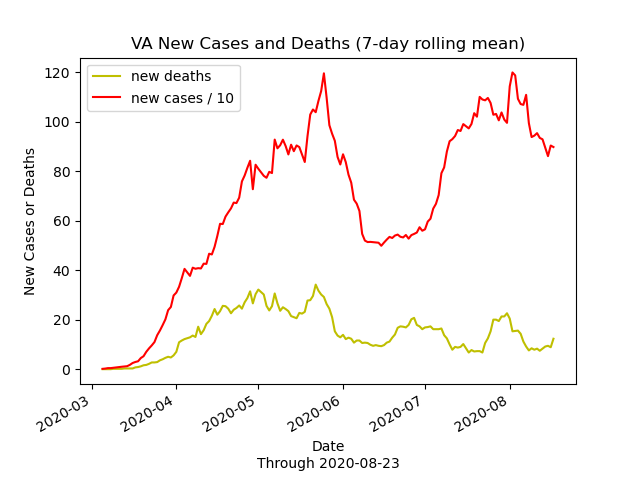 VA New Cases and Deaths (7-day rolling mean)
new deaths
new cases / 10
120
100
80
60
40
20
0
New Cases or Deaths
2020-03
2020-04
2020-05
2020-06
2020-07
2020-08
Date
Through 2020-08-23